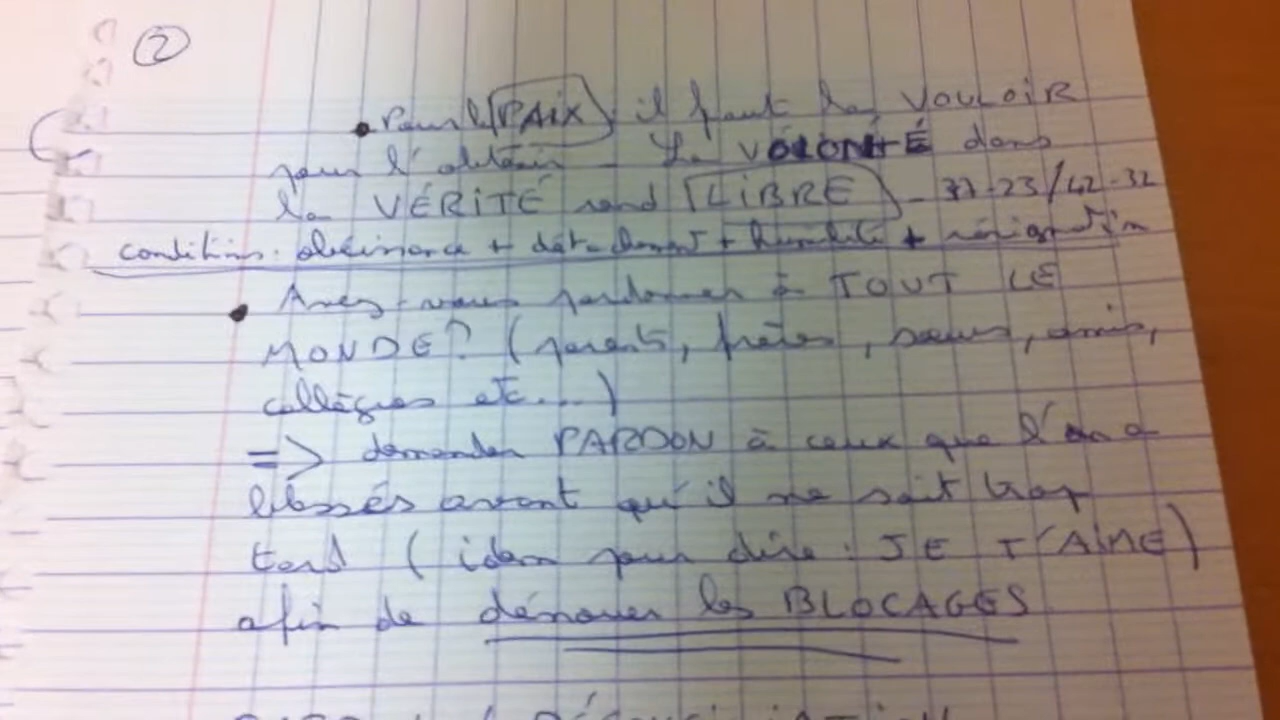 ②
• Pour la PAIX, il faut la VOULOIR
pour l'obtenir - La VOLONTÉ dans
la VÉRITÉ rend LIBRE - 37-23/42-32
conditions: obéissance + détachement + humilité + résignation
• Avez-vous pardonner à TOUT LE
MONDE? (parents, frères, sœurs, amis,
collègues etc...)
=> demander PARDON à ceux que l'on a
blessés avant qu'il ne soit trop
tard (idem pour dire: JE T'AIME)
afin de dénouer les BLOCAGES